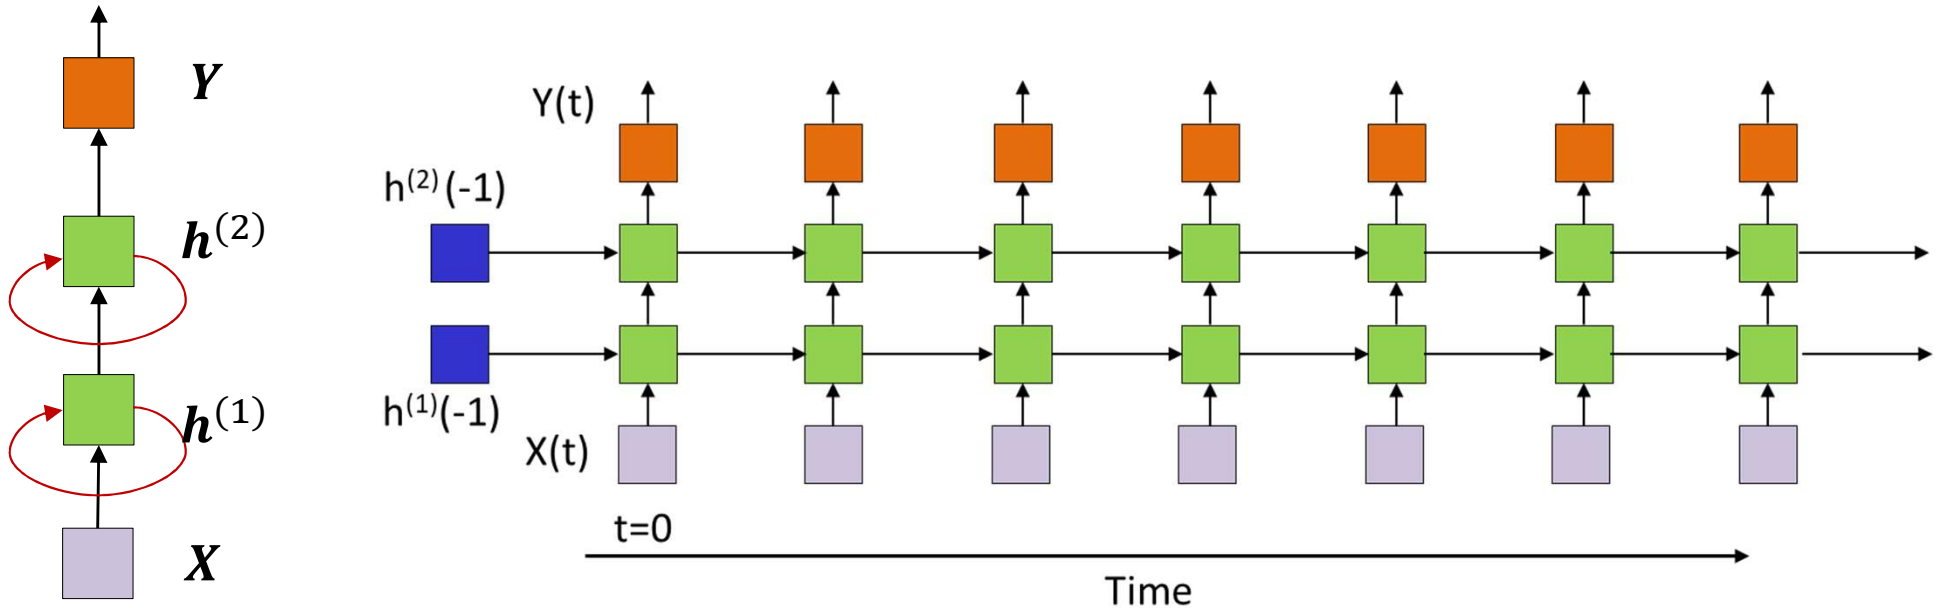 Y
h(2)
h(1)
X
Y(t)
h(2)(-1)
h(1)(-1)
X(t)
t=0
Time